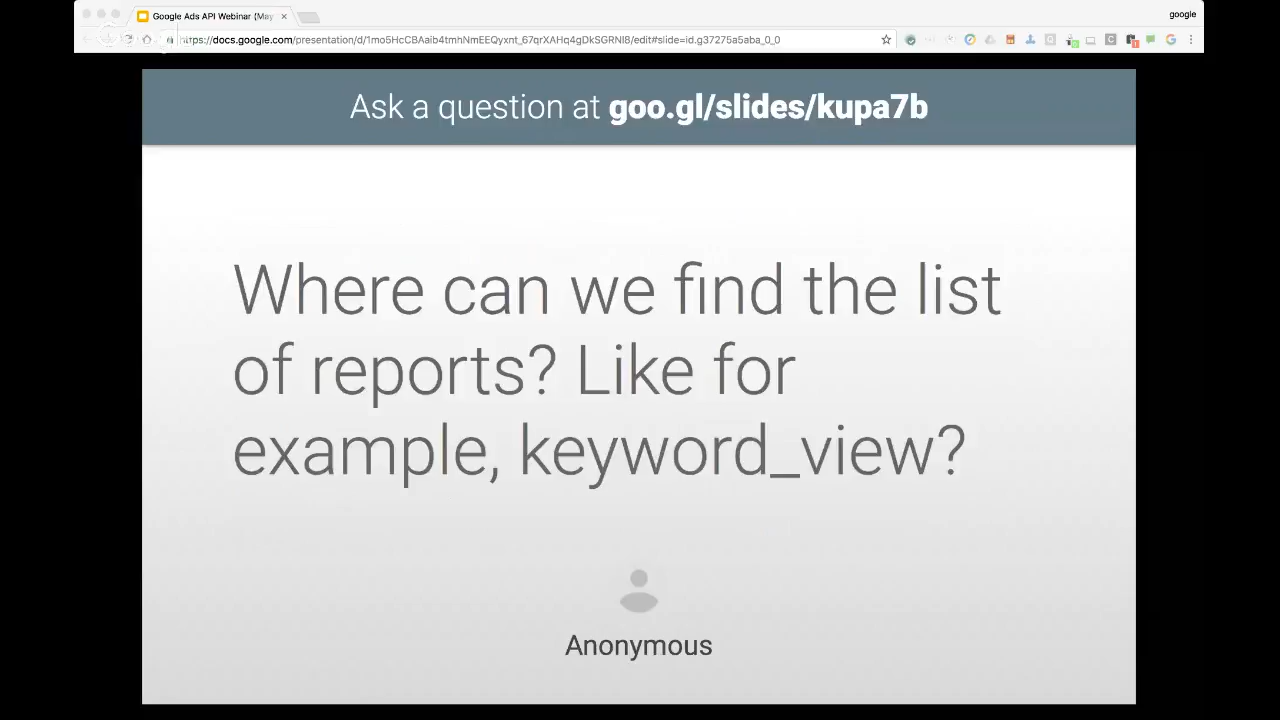 Google Ads API Webinar (May
google
https://docs.google.com/presentation/d/1mo5HcCBAaib4tmhNmEEQyxnt_67qrXAHq4gDkSGRNl8/edit#slide=id.g37275a5aba_0_0
Ask a question at goo.gl/slides/kupa7b
Where can we find the list
of reports? Like for
example, keyword_view?
Anonymous